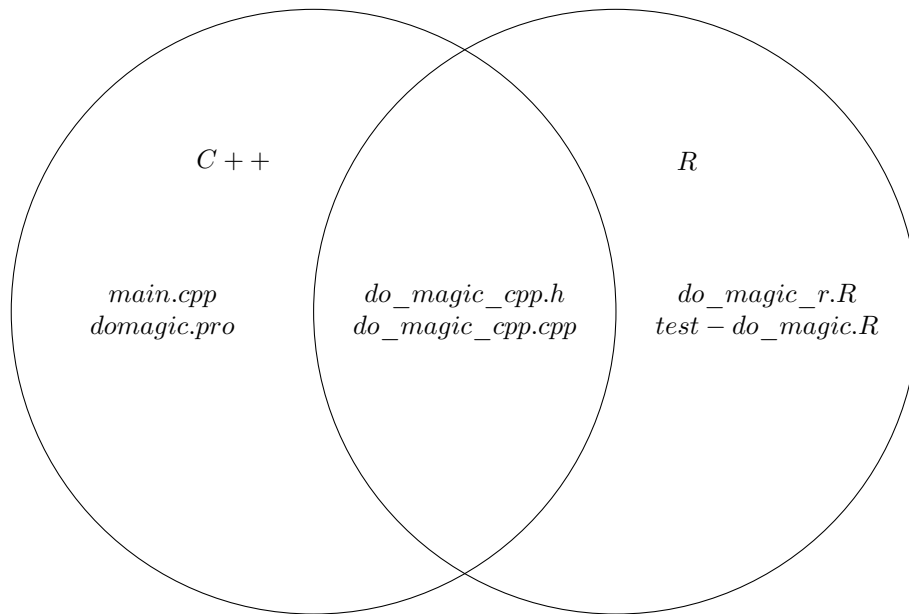 C + +
R
main.cpp
domagic.pro
do_magic_cpp.h
do_magic_cpp.cpp
do_magic_r.R
test − do_magic.R